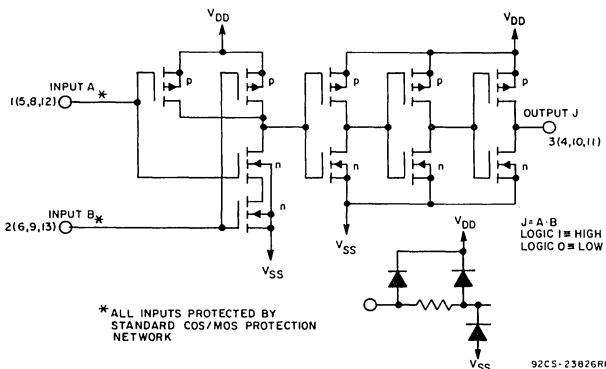 VDD
VDD
INPUT A
*
1(5,8,12)
p
p
p
p
p
OUTPUT J
3(4,10,11)
n
n
n
n
n
INPUT B
*
2(6,9,13)
VSS
VSS
J=A·B
LOGIC 1≡HIGH
LOGIC 0≡LOW
VDD
*ALL INPUTS PROTECTED BY
STANDARD COS/MOS PROTECTION
NETWORK
VSS
92CS-23826RI